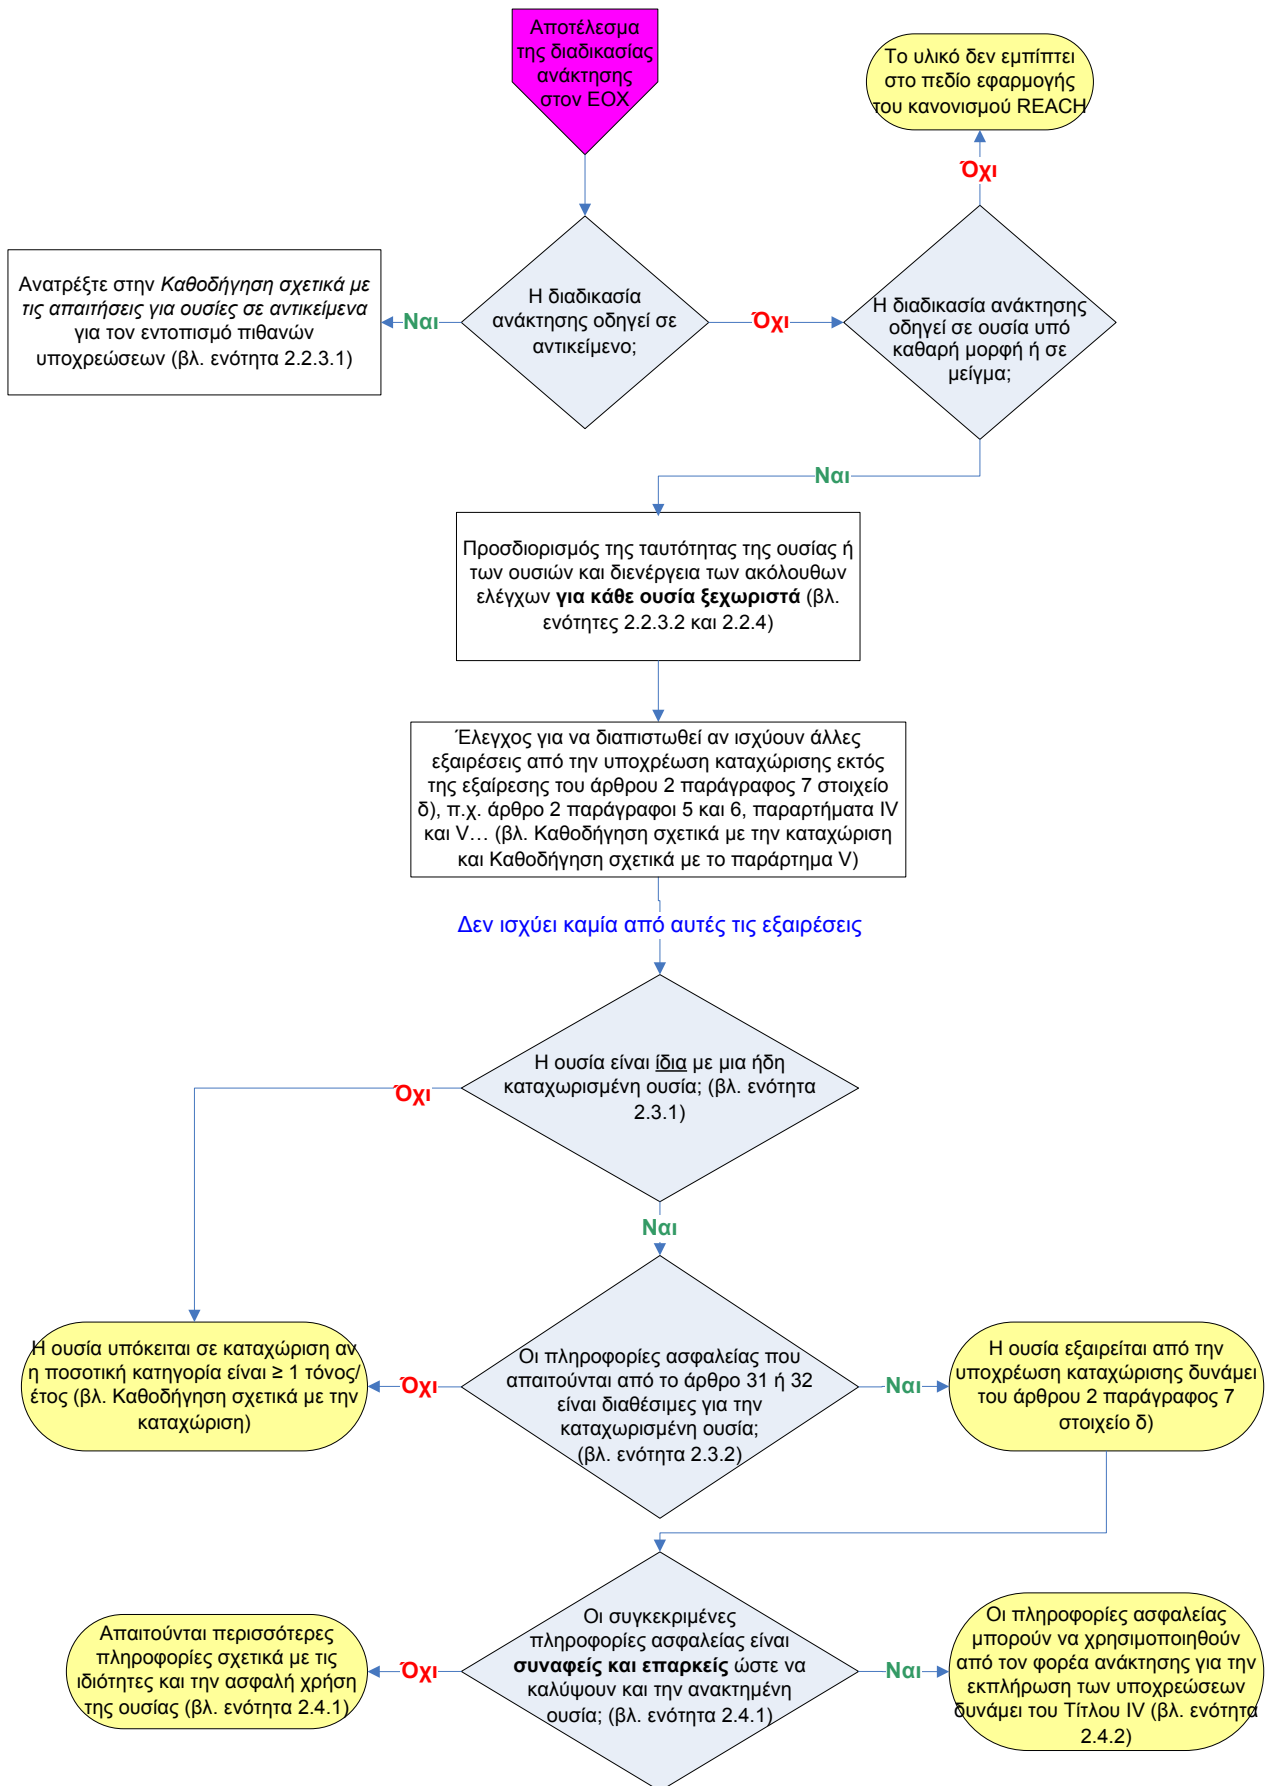 Αποτέλεσμα
της διαδικασίας
ανάκτησης
στον ΕΟΧ
Το υλικό δεν εμπίπτει
στο πεδίο εφαρμογής
του κανονισμού REACH
Όχι
Ανατρέξτε στην Καθοδήγηση σχετικά με
τις απαιτήσεις για ουσίες σε αντικείμενα
για τον εντοπισμό πιθανών
υποχρεώσεων (βλ. ενότητα 2.2.3.1)
Ναι
Η διαδικασία
ανάκτησης οδηγεί σε
αντικείμενο;
Όχι
Η διαδικασία ανάκτησης
οδηγεί σε ουσία υπό
καθαρή μορφή ή σε
μείγμα;
Ναι
Προσδιορισμός της ταυτότητας της ουσίας ή
των ουσιών και διενέργεια των ακόλουθων
ελέγχων για κάθε ουσία ξεχωριστά (βλ.
ενότητες 2.2.3.2 και 2.2.4)
Έλεγχος για να διαπιστωθεί αν ισχύουν άλλες
εξαιρέσεις από την υποχρέωση καταχώρισης εκτός
της εξαίρεσης του άρθρου 2 παράγραφος 7 στοιχείο
δ), π.χ. άρθρο 2 παράγραφοι 5 και 6, παραρτήματα IV
και V… (βλ. Καθοδήγηση σχετικά με την καταχώριση
και Καθοδήγηση σχετικά με το παράρτημα V)
Δεν ισχύει καμία από αυτές τις εξαιρέσεις
Η ουσία είναι ίδια με μια ήδη
καταχωρισμένη ουσία; (βλ. ενότητα
2.3.1)
Όχι
Ναι
Η ουσία υπόκειται σε καταχώριση αν
η ποσοτική κατηγορία είναι ≥ 1 τόνος/
έτος (βλ. Καθοδήγηση σχετικά με την
καταχώριση)
Όχι
Οι πληροφορίες ασφαλείας που
απαιτούνται από το άρθρο 31 ή 32
είναι διαθέσιμες για την
καταχωρισμένη ουσία;
(βλ. ενότητα 2.3.2)
Ναι
Η ουσία εξαιρείται από την
υποχρέωση καταχώρισης δυνάμει
του άρθρου 2 παράγραφος 7
στοιχείο δ)
Απαιτούνται περισσότερες
πληροφορίες σχετικά με τις
ιδιότητες και την ασφαλή χρήση
της ουσίας (βλ. ενότητα 2.4.1)
Όχι
Οι συγκεκριμένες
πληροφορίες ασφαλείας είναι
συναφείς και επαρκείς ώστε να
καλύψουν και την ανακτημένη
ουσία; (βλ. ενότητα 2.4.1)
Ναι
Οι πληροφορίες ασφαλείας
μπορούν να χρησιμοποιηθούν
από τον φορέα ανάκτησης για την
εκπλήρωση των υποχρεώσεων
δυνάμει του Τίτλου IV (βλ. ενότητα
2.4.2)